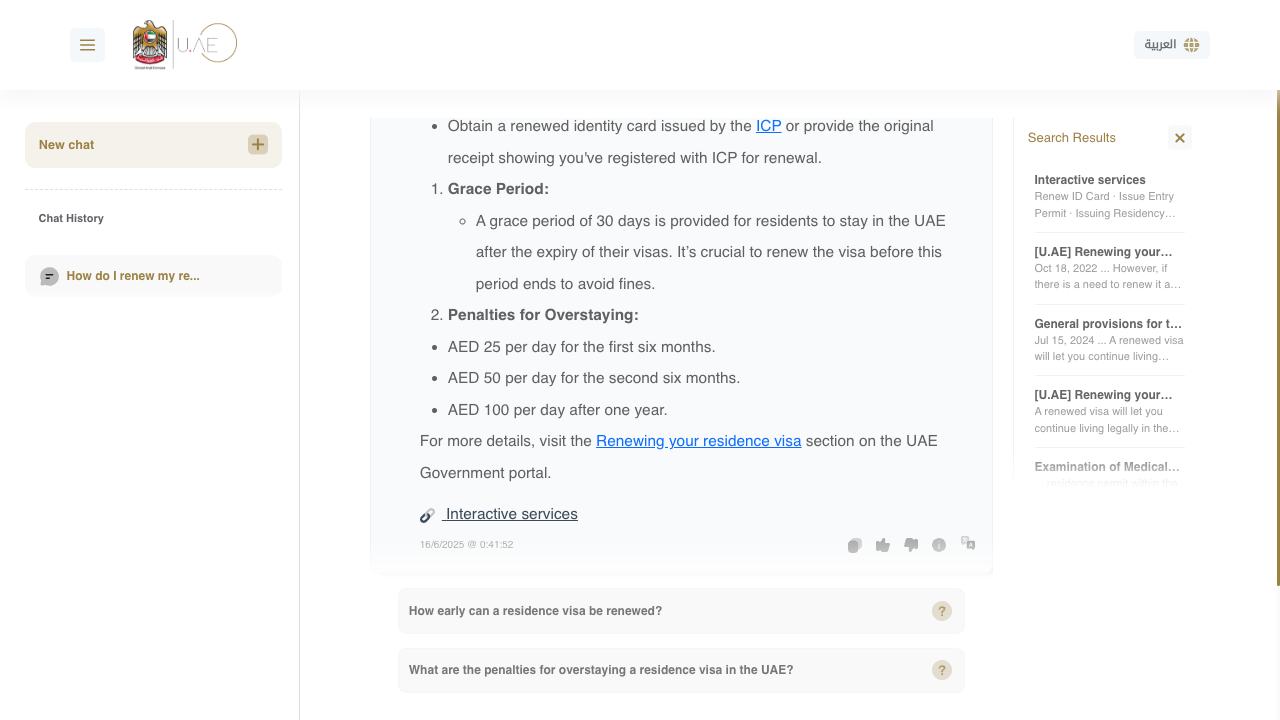 U.AE
العربية
New chat
Chat History
How do I renew my re...
• Obtain a renewed identity card issued by the ICP or provide the original
receipt showing you've registered with ICP for renewal.
1. Grace Period:
A grace period of 30 days is provided for residents to stay in the UAE
after the expiry of their visas. It's crucial to renew the visa before this
period ends to avoid fines.
2. Penalties for Overstaying:
• AED 25 per day for the first six months.
• AED 50 per day for the second six months.
• AED 100 per day after one year.
For more details, visit the Renewing your residence visa section on the UAE
Government portal.
Interactive services
16/6/2025 @ 0:41:52
How early can a residence visa be renewed?
?
What are the penalties for overstaying a residence visa in the UAE?
?
Search Results
Interactive services
Renew ID Card · Issue Entry
Permit · Issuing Residency…
[U.AE] Renewing your…
Oct 18, 2022 ... However, if
there is a need to renew it a…
General provisions for t…
Jul 15, 2024 ... A renewed visa
will let you continue living…
[U.AE] Renewing your…
A renewed visa will let you
continue living legally in the…
Examination of Medical…
residence permit within the